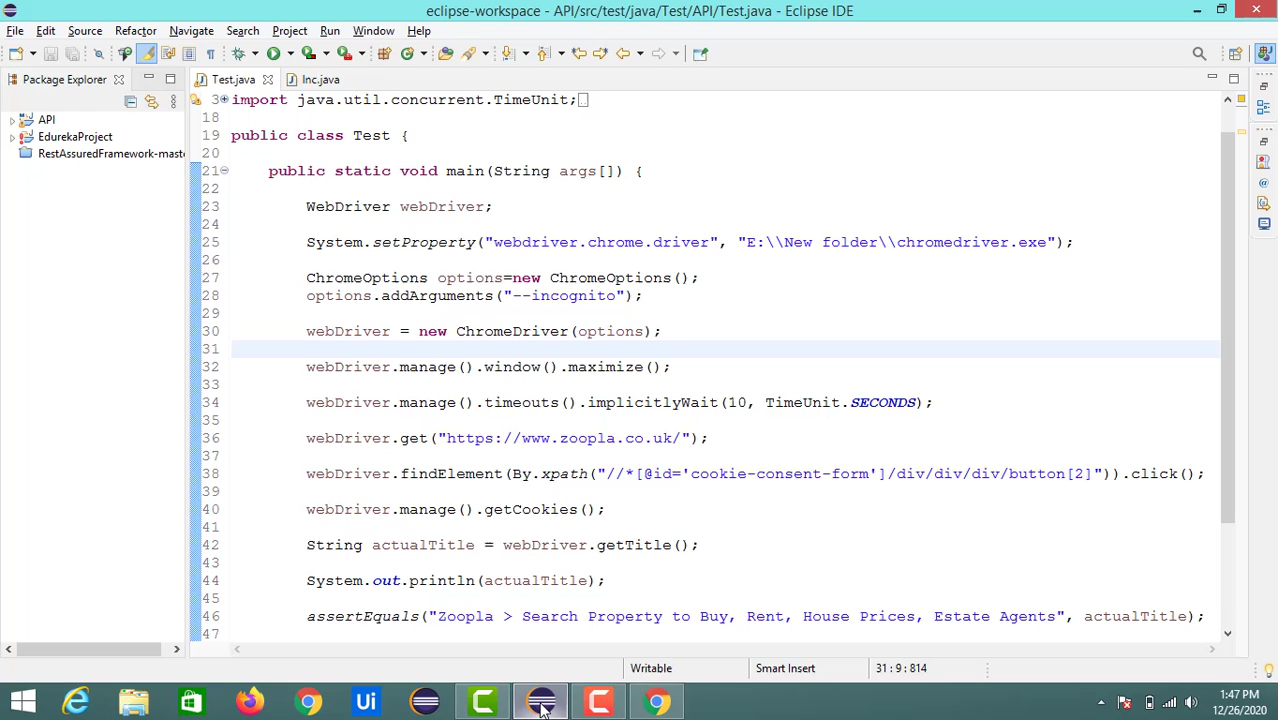 eclipse-workspace - API/src/test/java/Test/API/Test.java - Eclipse IDE
File Edit Source Refactor Navigate Search Project Run Window Help
Package Explorer
Test.java
Inc.java
API
EdurekaProject
RestAssuredFramework-maste
3 import java.util.concurrent.TimeUnit;
18
19 public class Test {
20
21 public static void main(String args[]) {
22
23 WebDriver webDriver;
24
25 System.setProperty("webdriver.chrome.driver", "E:\\New folder\\chromedriver.exe");
26
27 ChromeOptions options=new ChromeOptions();
28 options.addArguments("--incognito");
29
30 webDriver = new ChromeDriver(options);
31
32 webDriver.manage().window().maximize();
33
34 webDriver.manage().timeouts().implicitlyWait(10, TimeUnit.SECONDS);
35
36 webDriver.get("https://www.zoopla.co.uk/");
37
38 webDriver.findElement(By.xpath("//*[@id='cookie-consent-form']/div/div/div/button[2]")).click();
39
40 webDriver.manage().getCookies();
41
42 String actualTitle = webDriver.getTitle();
43
44 System.out.println(actualTitle);
45
46 assertEquals("Zoopla > Search Property to Buy, Rent, House Prices, Estate Agents", actualTitle);
47
Writable Smart Insert 31 : 9 : 814
Ui
1:47 PM
12/26/2020